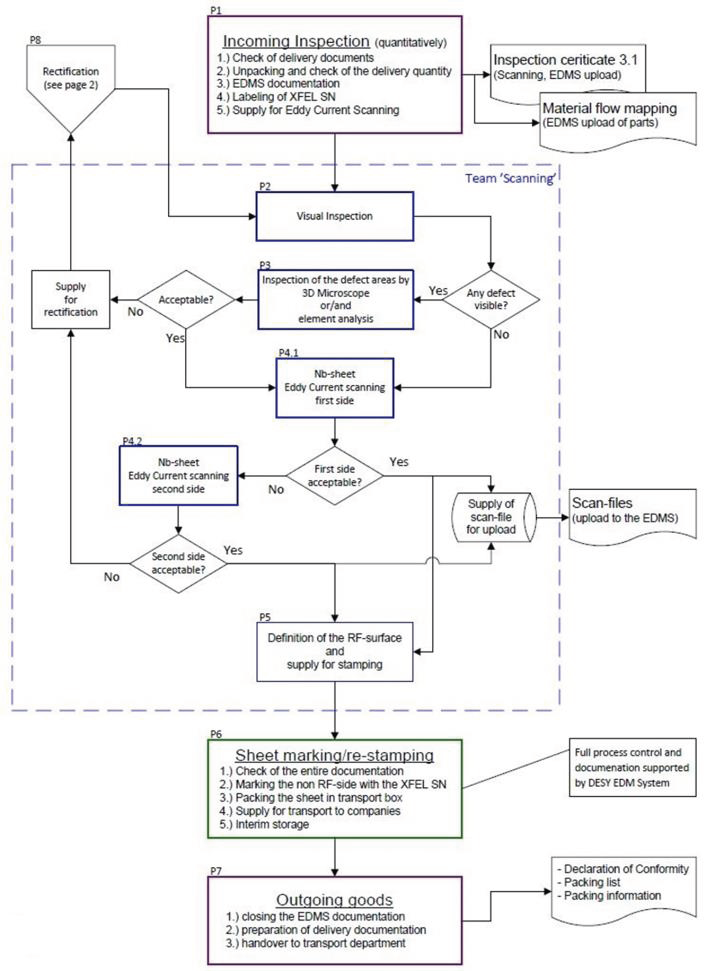 P1
Incoming Inspection (quantitatively)
1.) Check of delivery documents
2.) Unpacking and check of the delivery quantity
3.) EDMS documentation
4.) Labeling of XFEL SN
5.) Supply for Eddy Current Scanning
P8
Rectification
(see page 2)
Inspection ceriticate 3.1
(Scanning, EDMS upload)
Material flow mapping
(EDMS upload of parts)
Team 'Scanning'
P2
Visual Inspection
Supply
for
rectification
Acceptable?
No
Yes
P3
Inspection of the defect areas by
3D Microscope
or/and
element analysis
Yes
Any defect
visible?
No
P4.1
Nb-sheet
Eddy Current scanning
first side
P4.2
Nb-sheet
Eddy Current scanning
second side
No
First side
acceptable?
Yes
Supply of
scan-file
for upload
Scan-files
(upload to the EDMS)
No
Second side
acceptable?
Yes
P5
Definition of the RF-surface
and
supply for stamping
P6
Sheet marking/re-stamping
1.) Check of the entire documentation
2.) Marking the non RF-side with the XFEL SN
3.) Packing the sheet in transport box
4.) Supply for transport to companies
5.) Interim storage
Full process control and
documenation supported
by DESY EDM System
P7
Outgoing goods
1.) closing the EDMS documentation
2.) preparation of delivery documentation
3.) handover to transport department
- Declaration of Conformity
- Packing list
- Packing information